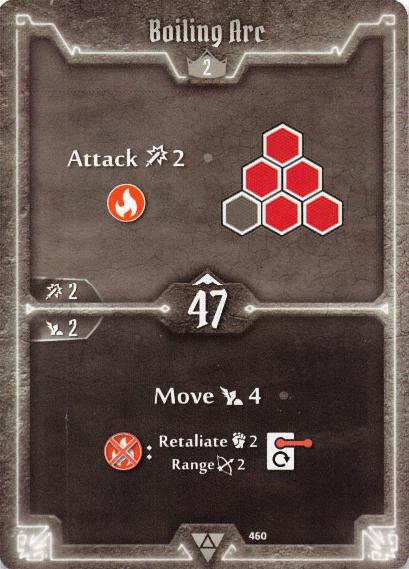 Boiling Arc
2
Attack 2
2
47
2
Move 4
: Retaliate 2
Range 2
460